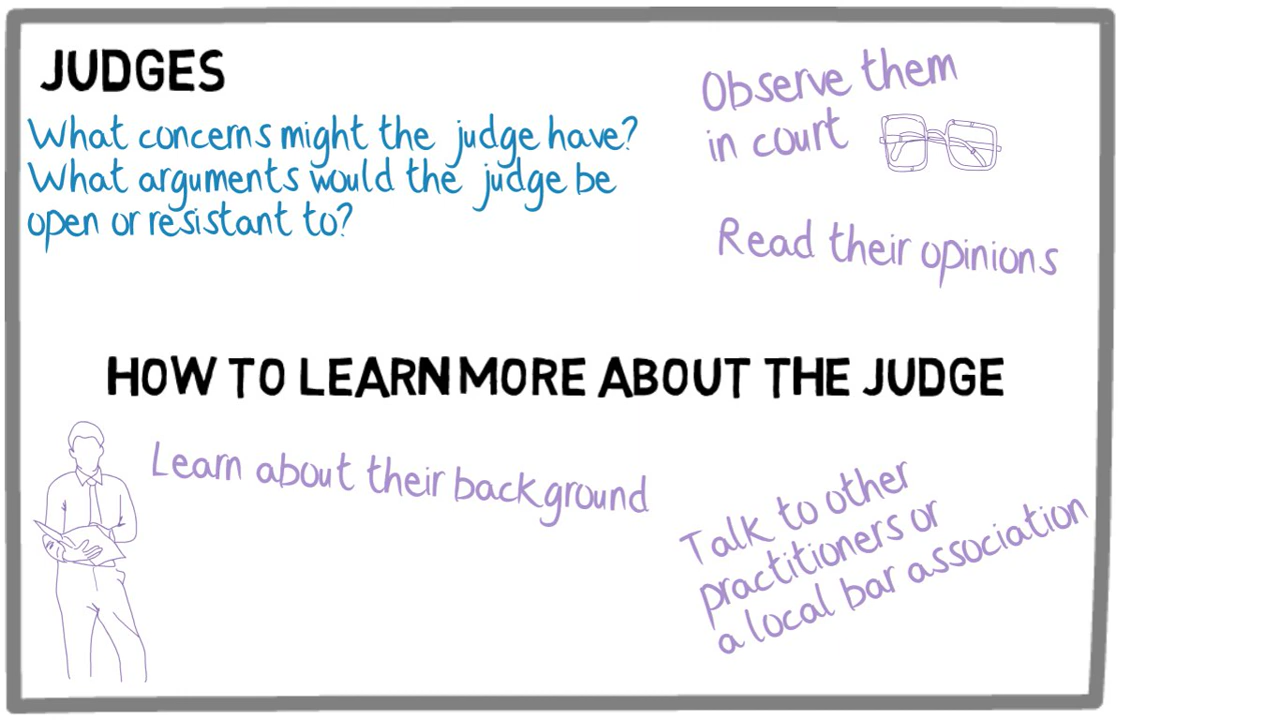 JUDGES
What concerns might the judge have?
What arguments would the judge be
open or resistant to?
Observe them
in court
Read their opinions
HOW TO LEARN MORE ABOUT THE JUDGE
Learn about their background
Talk to other
practitioners or
a local bar association